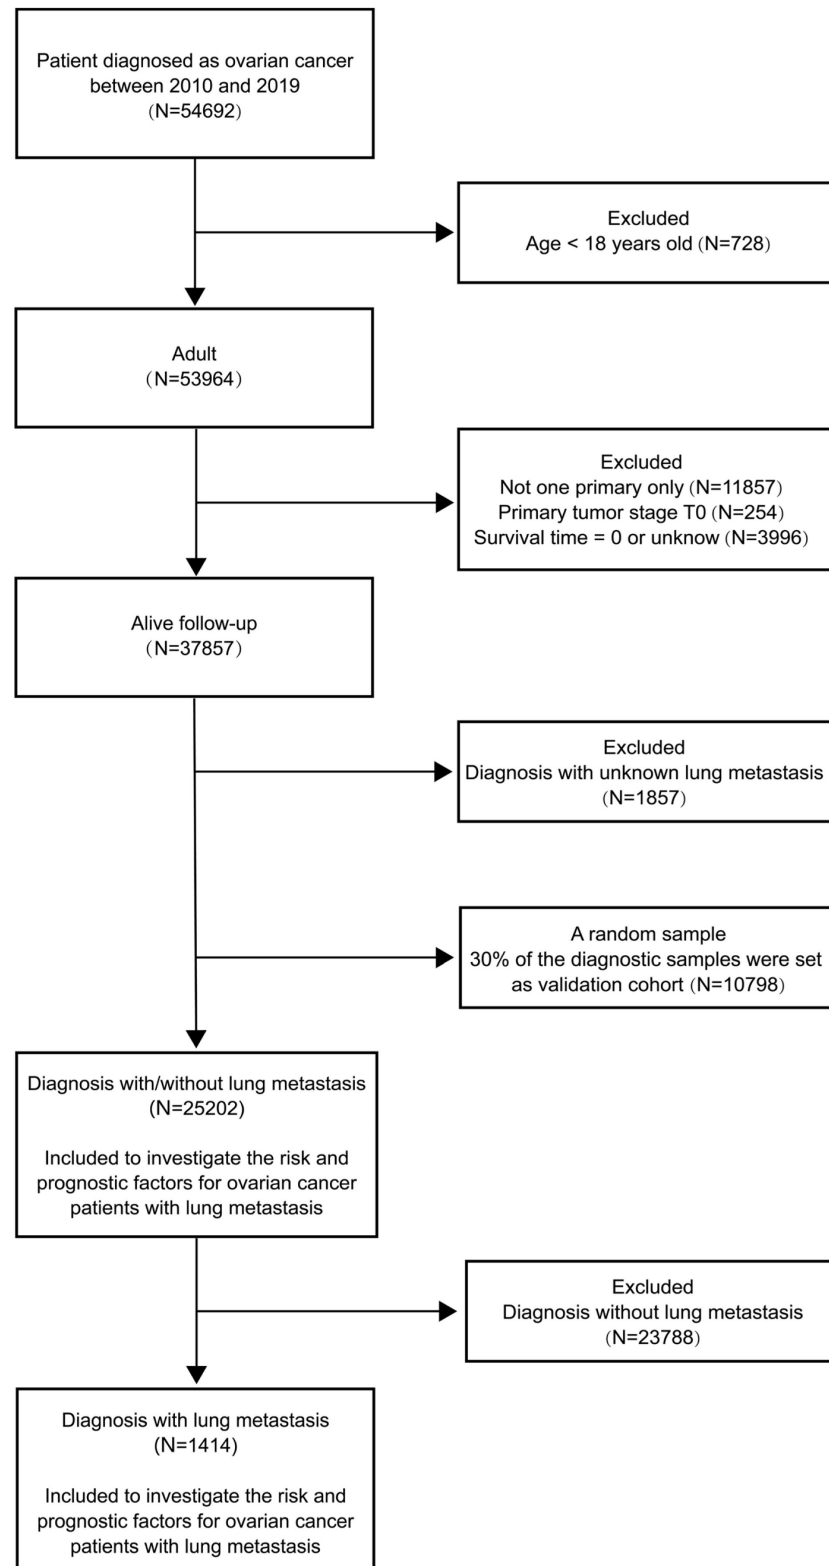 Patient diagnosed as ovarian cancer
between 2010 and 2019
(N=54692)
Excluded
Age < 18 years old (N=728)
Adult
(N=53964)
Excluded
Not one primary only (N=11857)
Primary tumor stage T0 (N=254)
Survival time = 0 or unknow (N=3996)
Alive follow-up
(N=37857)
Excluded
Diagnosis with unknown lung metastasis
(N=1857)
A random sample
30% of the diagnostic samples were set
as validation cohort (N=10798)
Diagnosis with/without lung metastasis
(N=25202)
Included to investigate the risk and
prognostic factors for ovarian cancer
patients with lung metastasis
Excluded
Diagnosis without lung metastasis
(N=23788)
Diagnosis with lung metastasis
(N=1414)
Included to investigate the risk and
prognostic factors for ovarian cancer
patients with lung metastasis